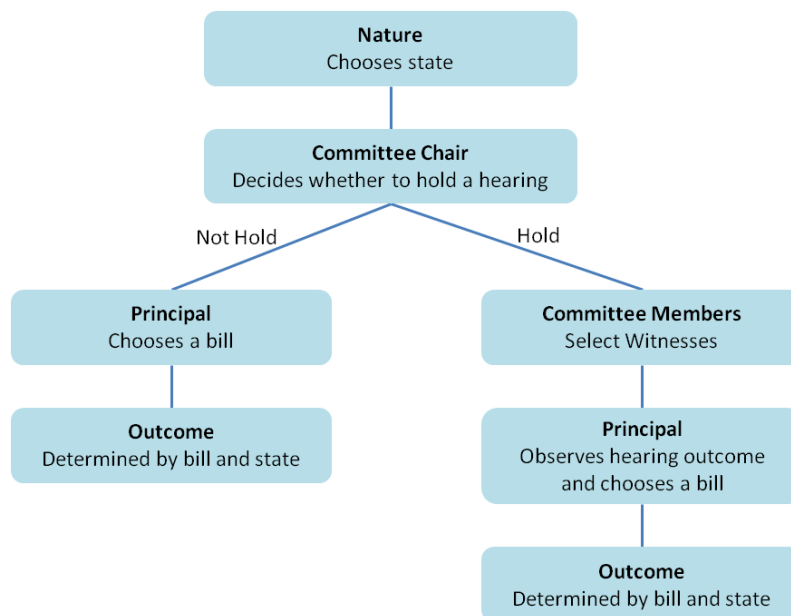 Nature
Chooses state
Committee Chair
Decides whether to hold a hearing
Not Hold
Hold
Principal
Chooses a bill
Outcome
Determined by bill and state
Committee Members
Select Witnesses
Principal
Observes hearing outcome
and chooses a bill
Outcome
Determined by bill and state